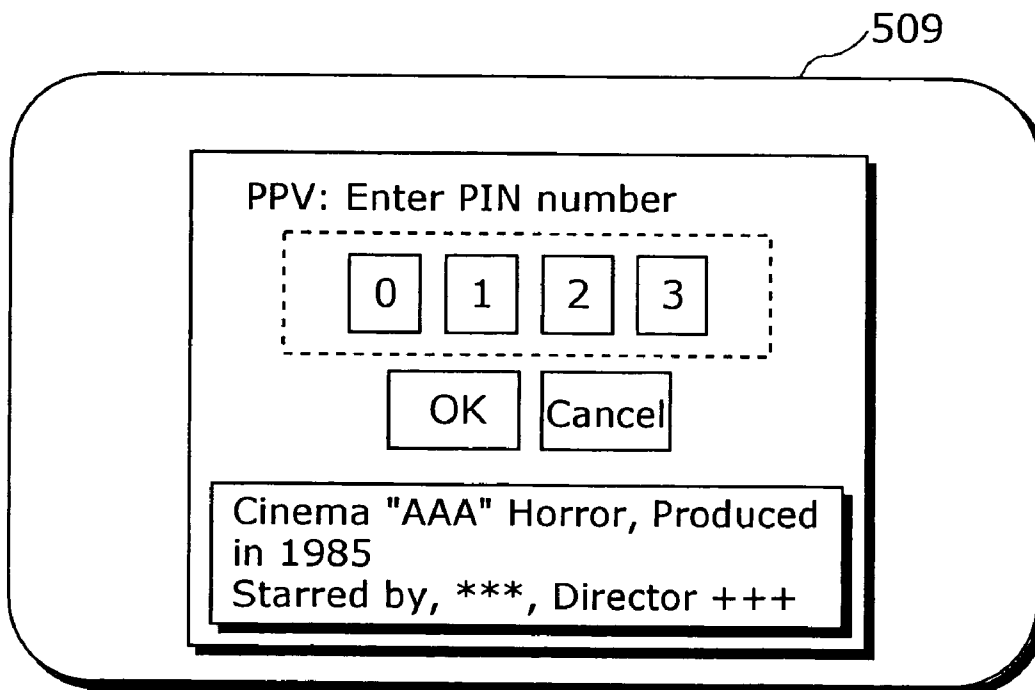 509
PPV: Enter PIN number
0 1 2 3
OK Cancel
Cinema "AAA" Horror, Produced
in 1985
Starred by, ***, Director +++